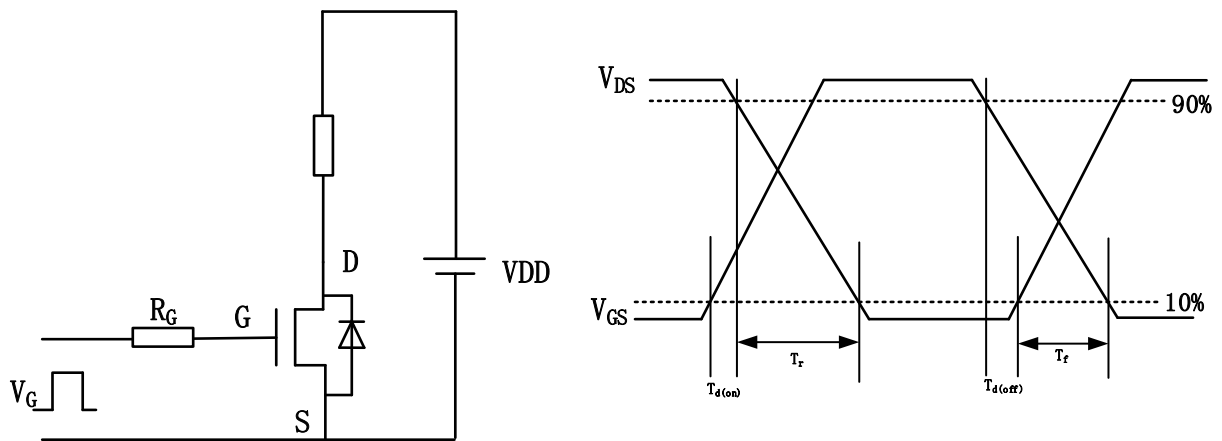 D
VDD
R_G
G
V_G
S
V_DS
90%
V_GS
10%
T_r
T_f
T_d(on)
T_d(off)